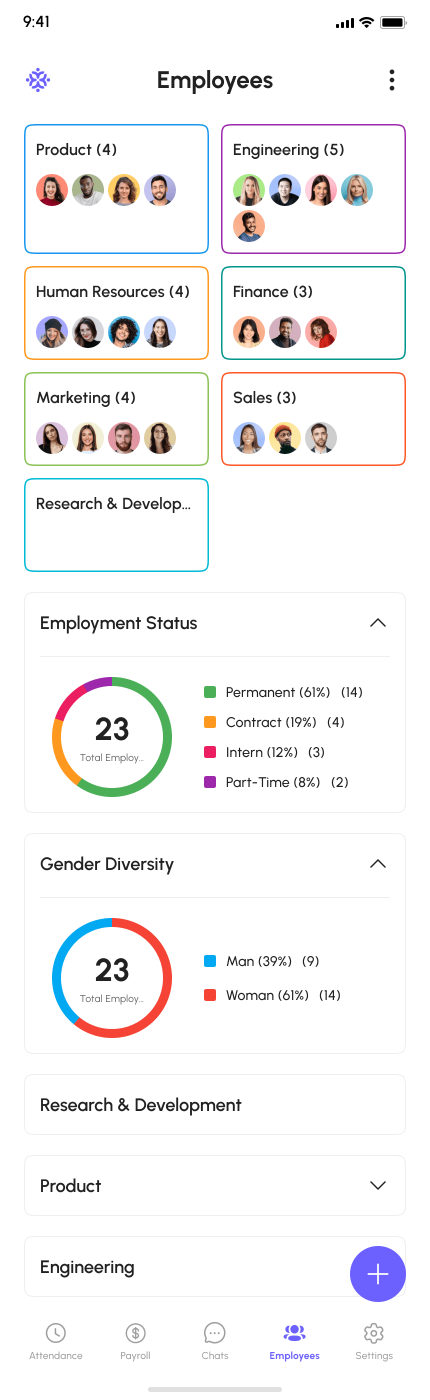 9:41
Employees
Product (4)
Engineering (5)
Human Resources (4)
Finance (3)
Marketing (4)
Sales (3)
Research & Develop...
Employment Status
23
Total Employ..
Permanent (61%) (14)
Contract (19%) (4)
Intern (12%) (3)
Part-Time (8%) (2)
Gender Diversity
23
Total Employ..
Man (39%) (9)
Woman (61%) (14)
Research & Development
Product
Engineering
Attendance
Payroll
Chats
Employees
Settings